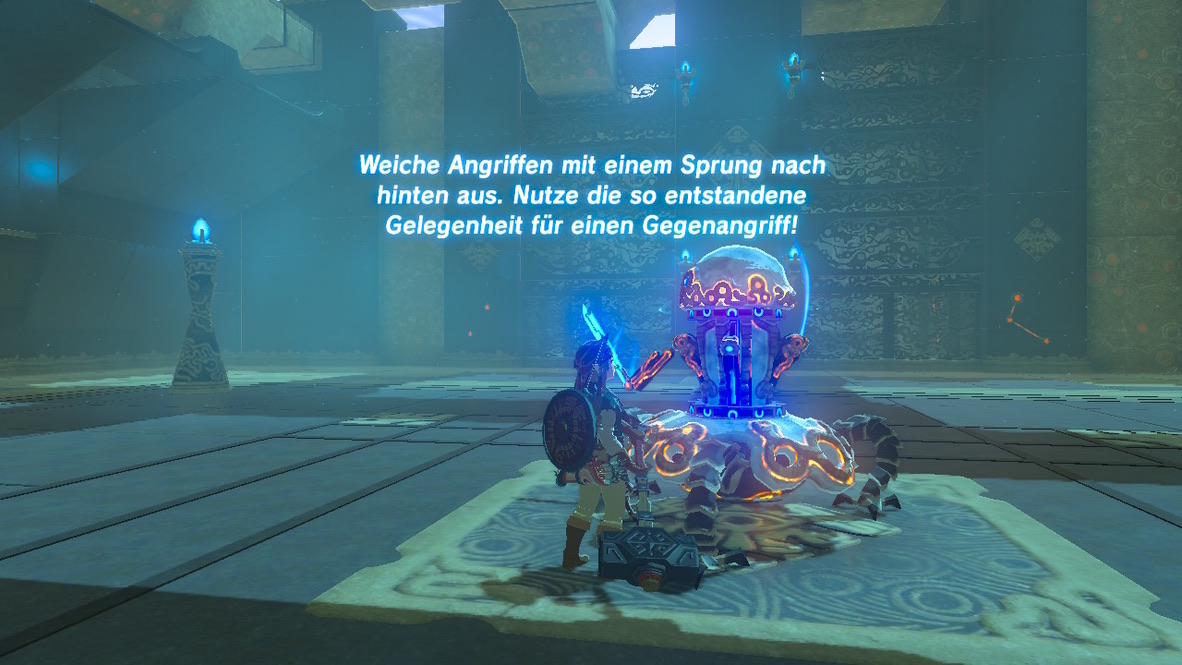 Weiche Angriffen mit einem Sprung nach
hinten aus. Nutze die so entstandene
Gelegenheit für einen Gegenangriff!